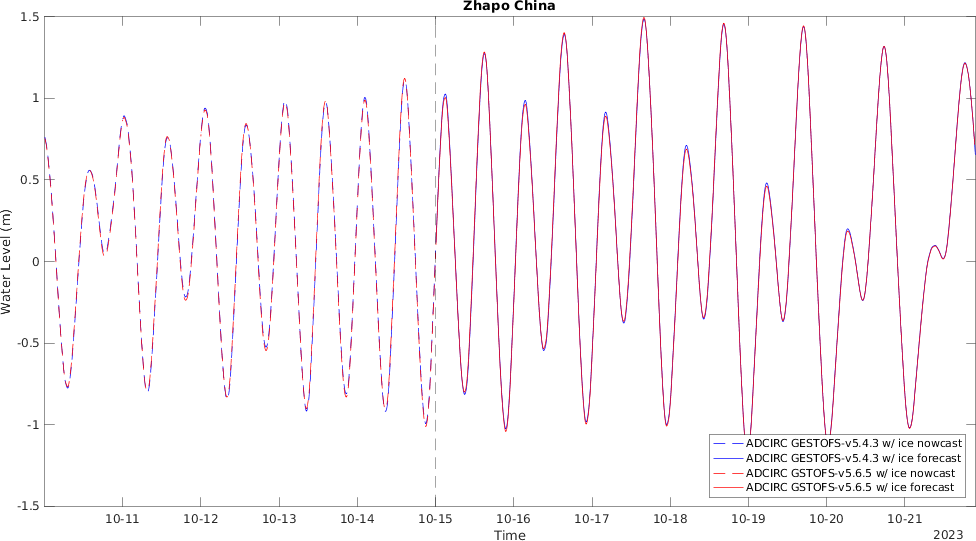 Zhapo China
1.5
1
0.5
0
-0.5
-1
-1.5
Water Level (m)
10-11 10-12 10-13 10-14 10-15 10-16 10-17 10-18 10-19 10-20 10-21
Time
2023
ADCIRC GESTOFS-v5.4.3 w/ ice nowcast
ADCIRC GESTOFS-v5.4.3 w/ ice forecast
ADCIRC GSTOFS-v5.6.5 w/ ice nowcast
ADCIRC GSTOFS-v5.6.5 w/ ice forecast